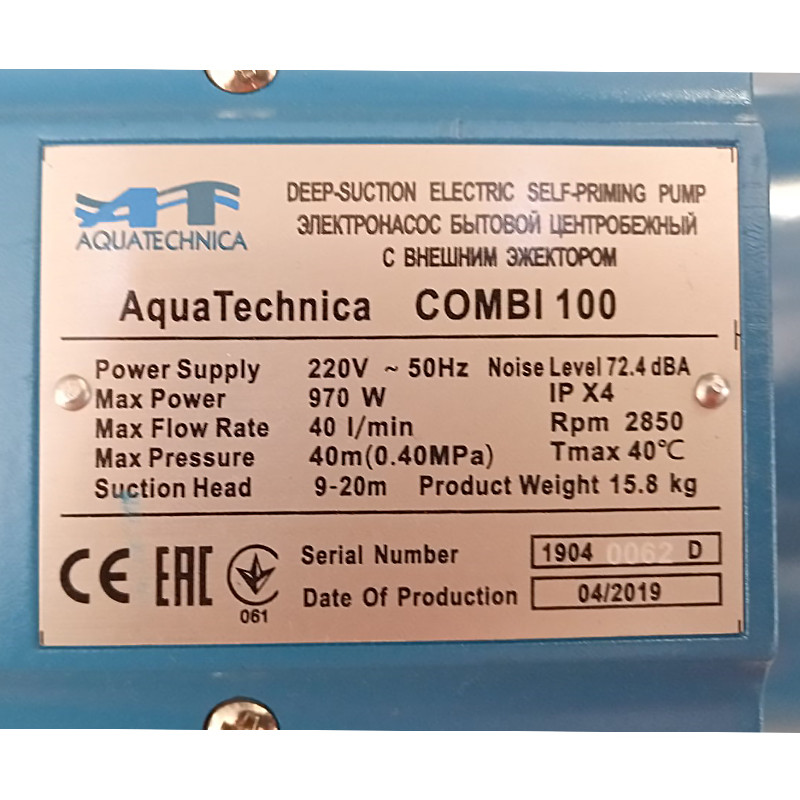 AT
AQUATECHNICA
DEEP-SUCTION ELECTRIC SELF-PRIMING PUMP
ЭЛЕКТРОНАСОС БЫТОВОЙ ЦЕНТРОБЕЖНЫЙ
С ВНЕШНИМ ЭЖЕКТОРОМ
AquaTechnica COMBI 100
Power Supply 220V ~ 50Hz Noise Level 72.4 dBA
Max Power 970 W IP X4
Max Flow Rate 40 l/min Rpm 2850
Max Pressure 40m(0.40MPa) Tmax 40℃
Suction Head 9-20m Product Weight 15.8 kg
CE EAC 061
Serial Number 1904 0062 D
Date Of Production 04/2019